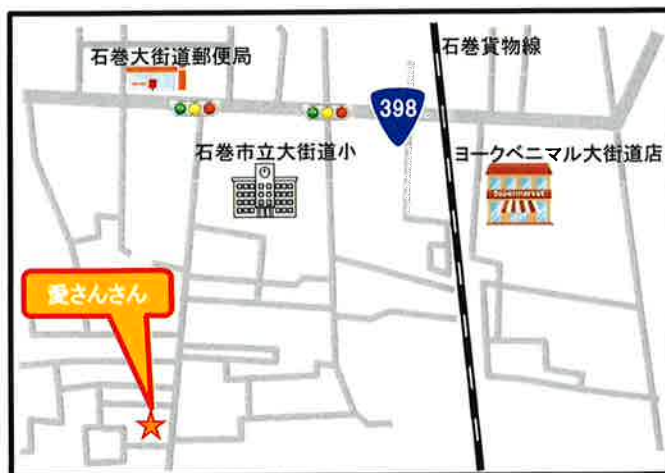 石巻大街道郵便局
石巻貨物線
398
石巻市立大街道小
ヨークベニマル大街道店
Supermarket
愛さんさん